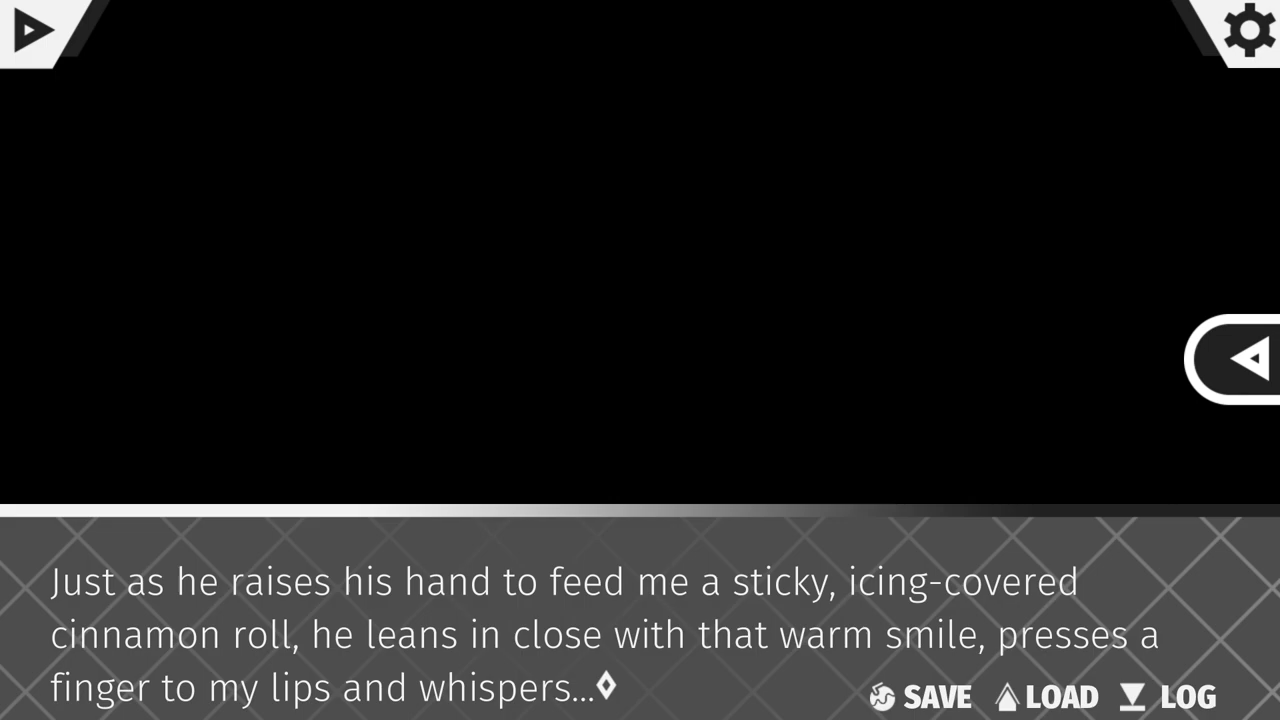 Just as he raises his hand to feed me a sticky, icing-covered
cinnamon roll, he leans in close with that warm smile, presses a
finger to my lips and whispers...
SAVE LOAD LOG